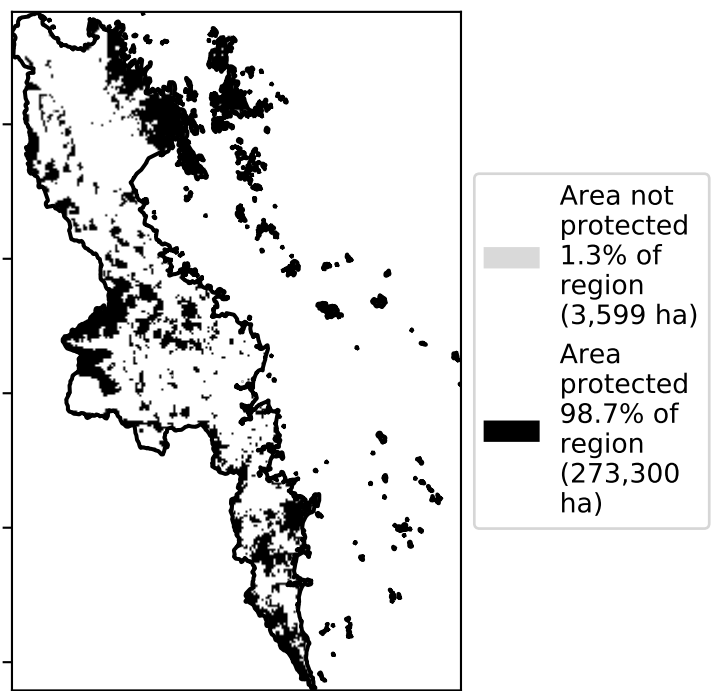 Area not
protected
1.3% of
region
(3,599 ha)
Area
protected
98.7% of
region
(273,300
ha)